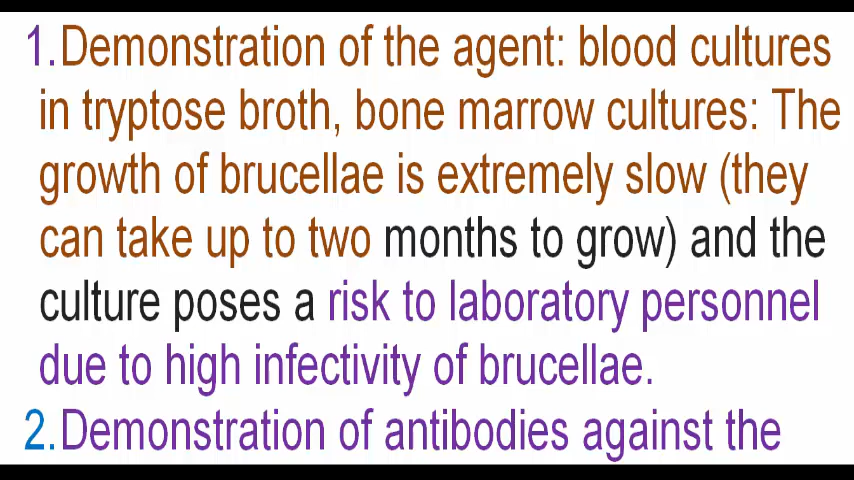 1.Demonstration of the agent: blood cultures
in tryptose broth, bone marrow cultures: The
growth of brucellae is extremely slow (they
can take up to two months to grow) and the
culture poses a risk to laboratory personnel
due to high infectivity of brucellae.
2.Demonstration of antibodies against the